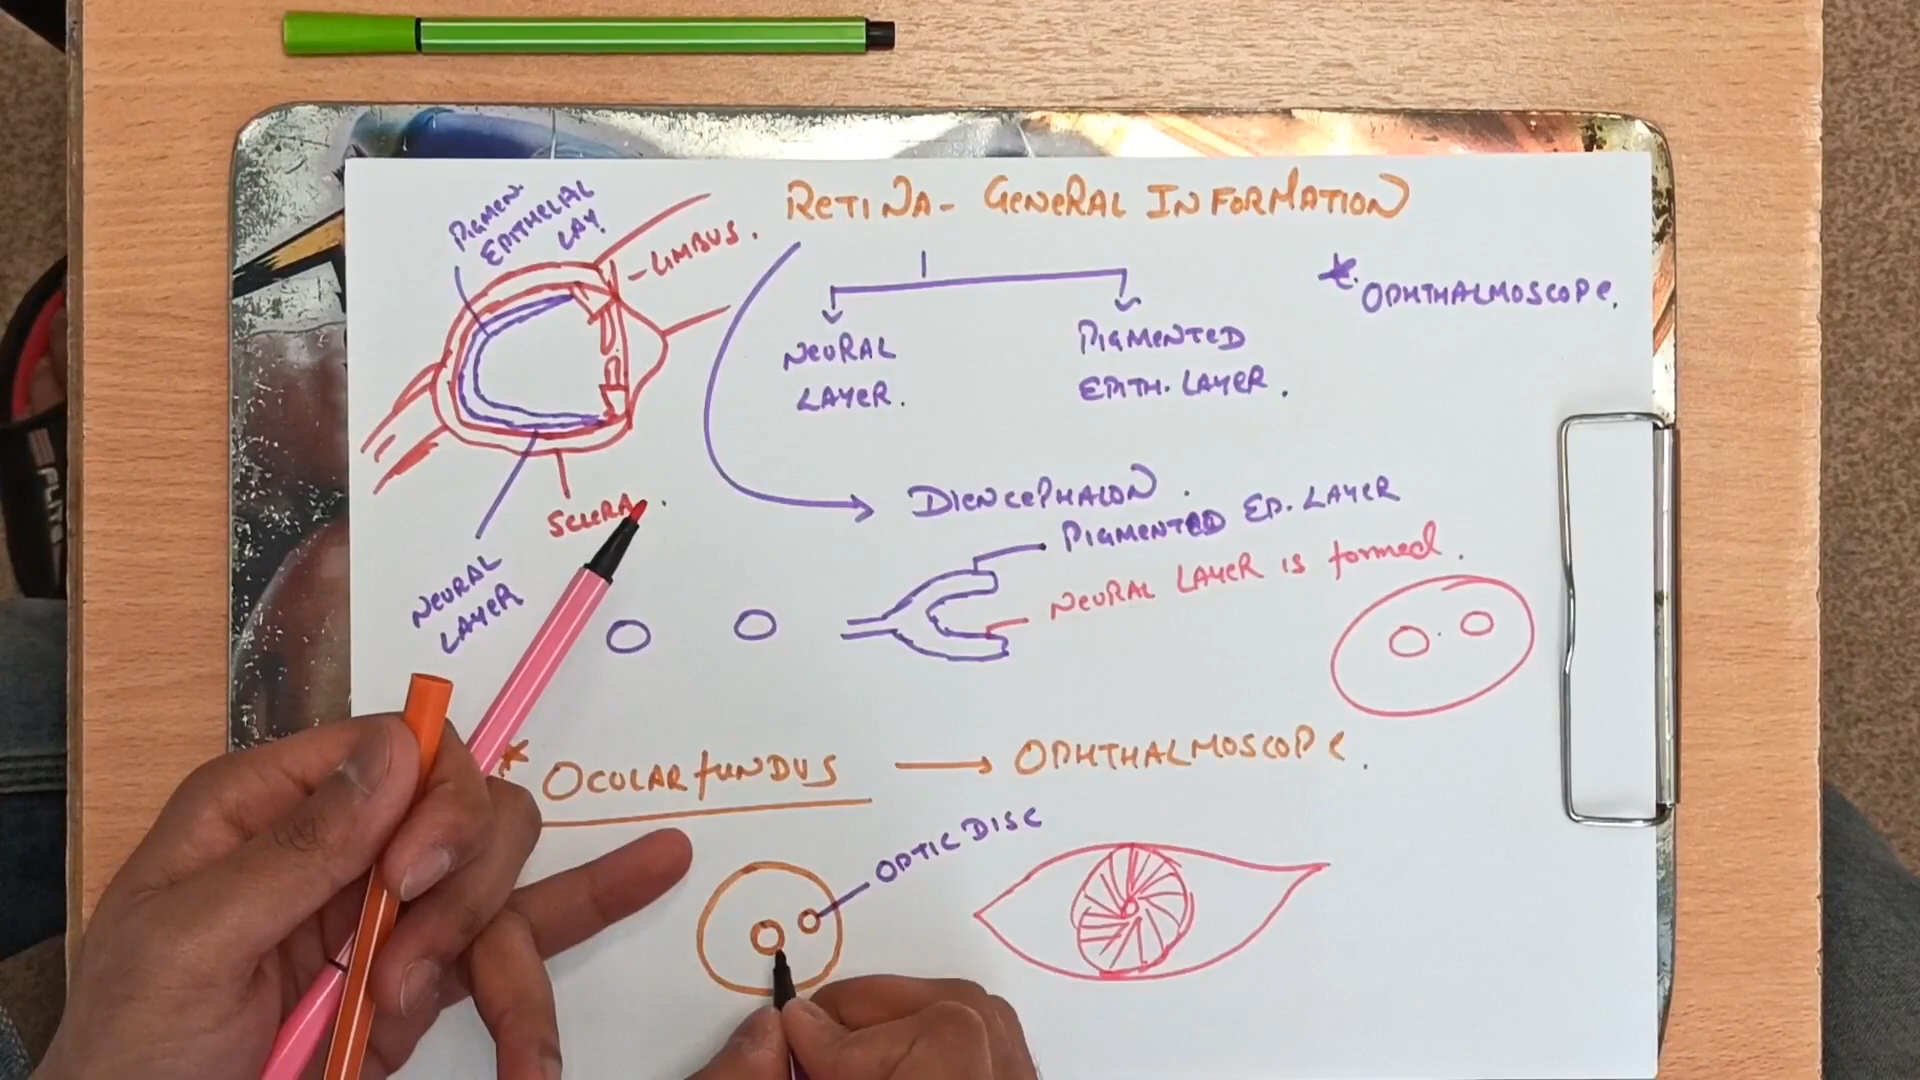 RETINA - GENERAL INFORMATION
PIGMEN
EPITHELIAL
LAY.
- LIMBUS.
* OPHTHALMOSCOPE.
NEURAL
LAYER.
PIGMENTED
EPITH. LAYER.
SCLERA.
DIENCEPHALON.
PIGMENTED EP. LAYER
NEURAL LAYER IS formed.
NEURAL
LAYER
* OCULAR fUNDUS → OPHTHALMOSCOPE.
OPTIC DISC